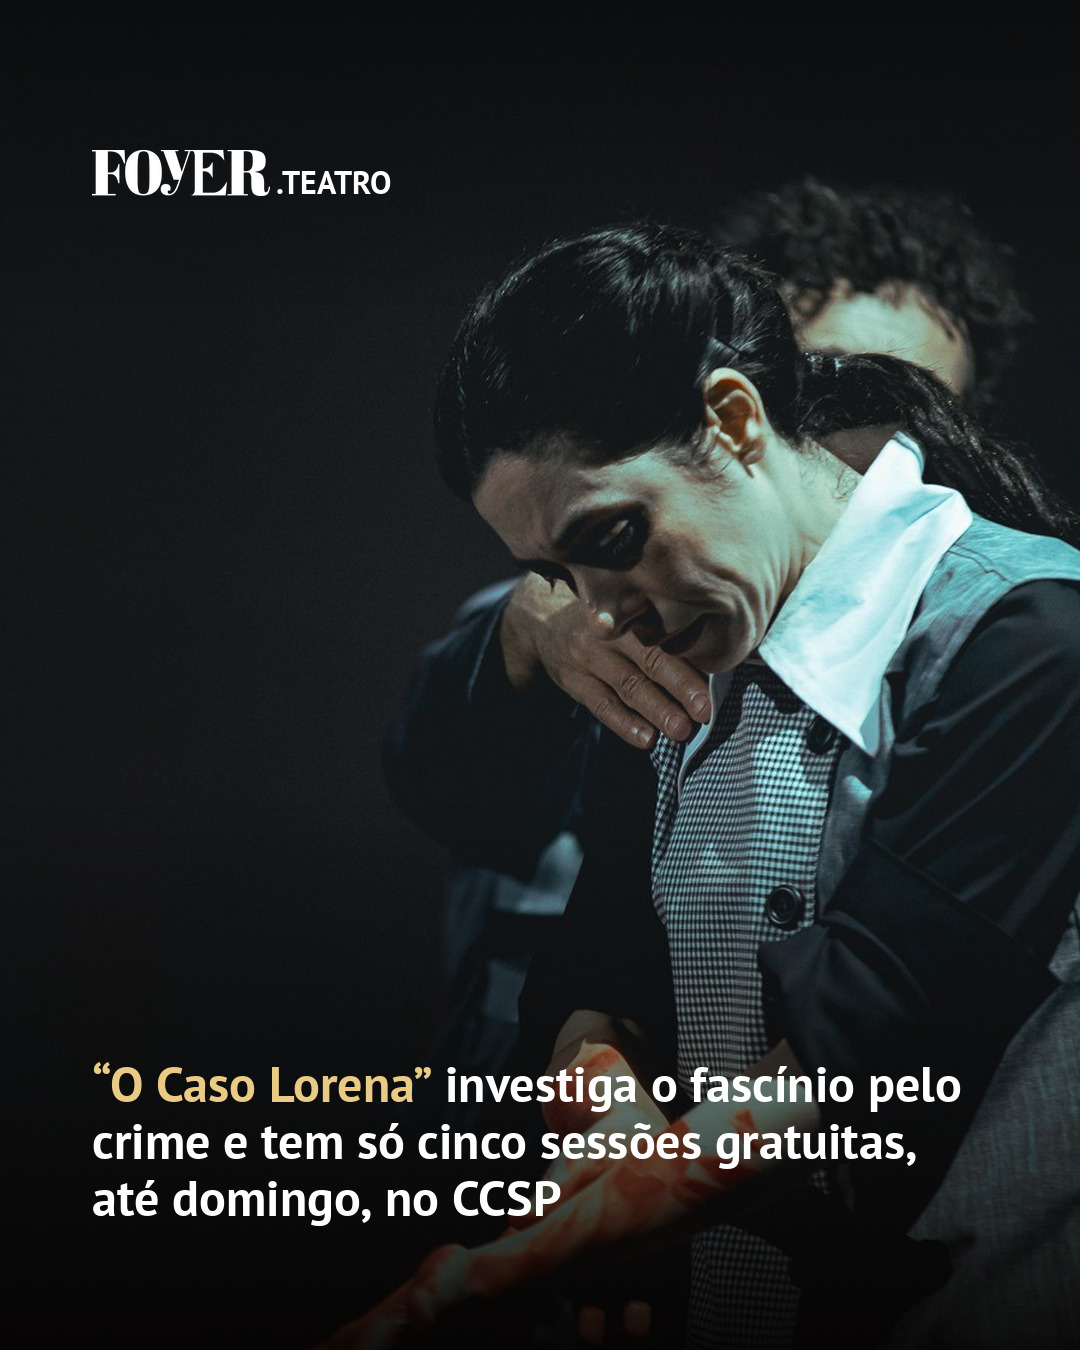 FOYER .TEATRO
“O Caso Lorena” investiga o fascínio pelo
crime e tem só cinco sessões gratuitas,
até domingo, no CCSP